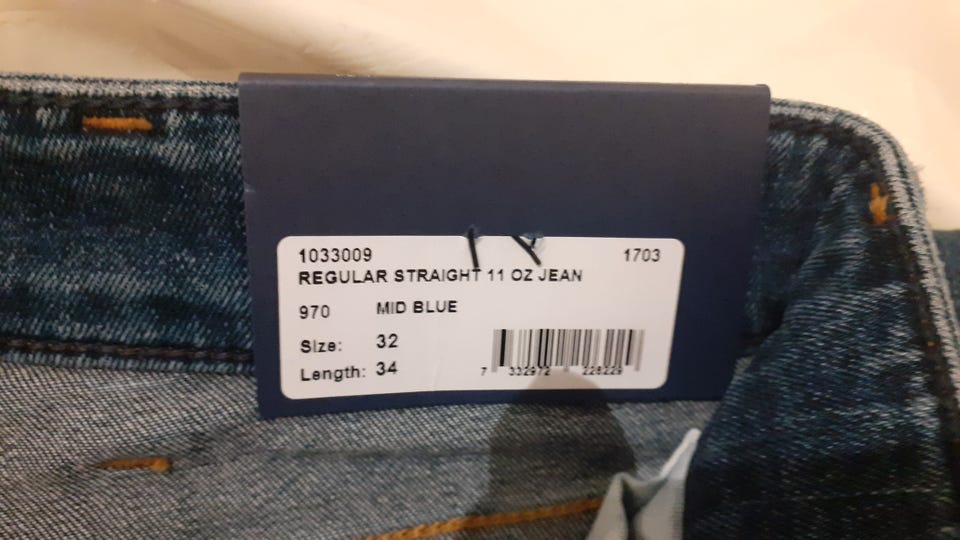 1033009 1703
REGULAR STRAIGHT 11 OZ JEAN
970 MID BLUE
Size: 32
Length: 34
7 332972 228229